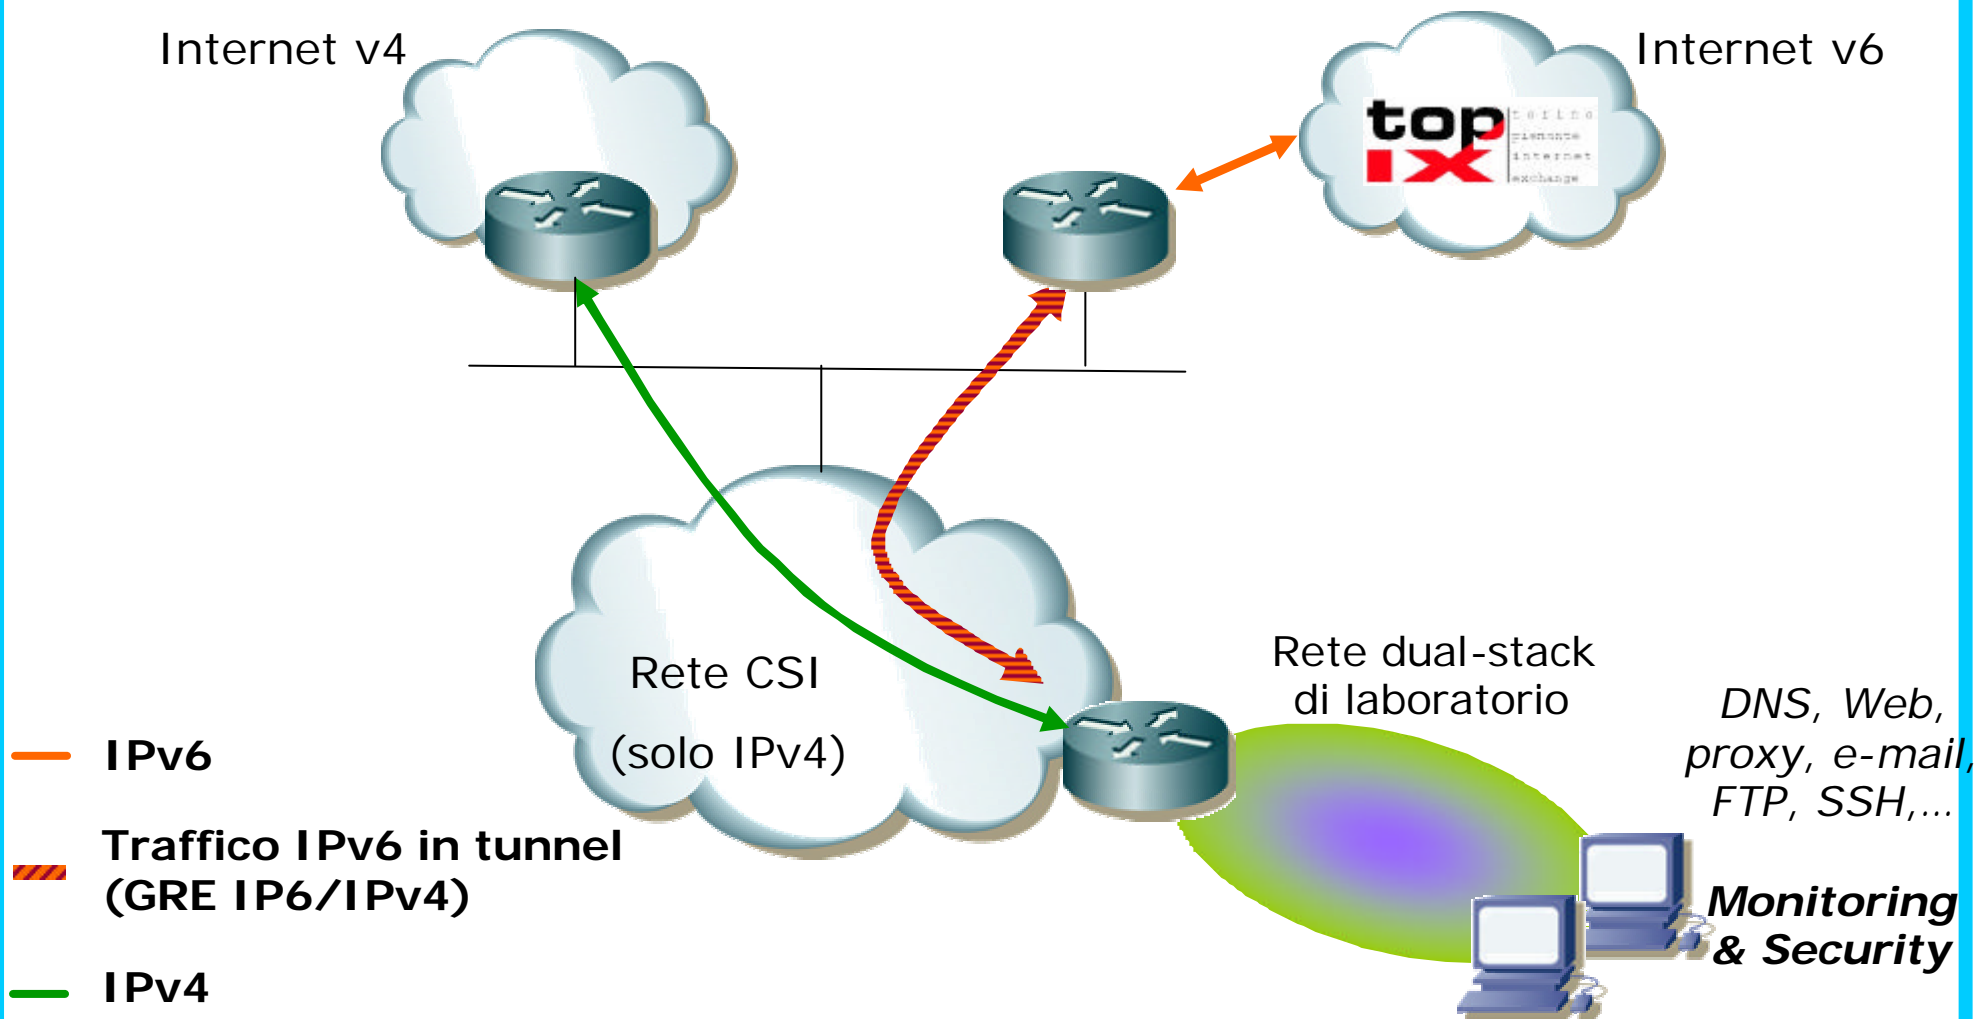 Internet v4
Internet v6
top
IX
torino
piemonte
internet
exchange
Rete CSI
(solo IPv4)
Rete dual-stack
di laboratorio
DNS, Web,
proxy, e-mail,
FTP, SSH,...
Monitoring
& Security
IPv6
Traffico IPv6 in tunnel
(GRE IP6/IPv4)
IPv4